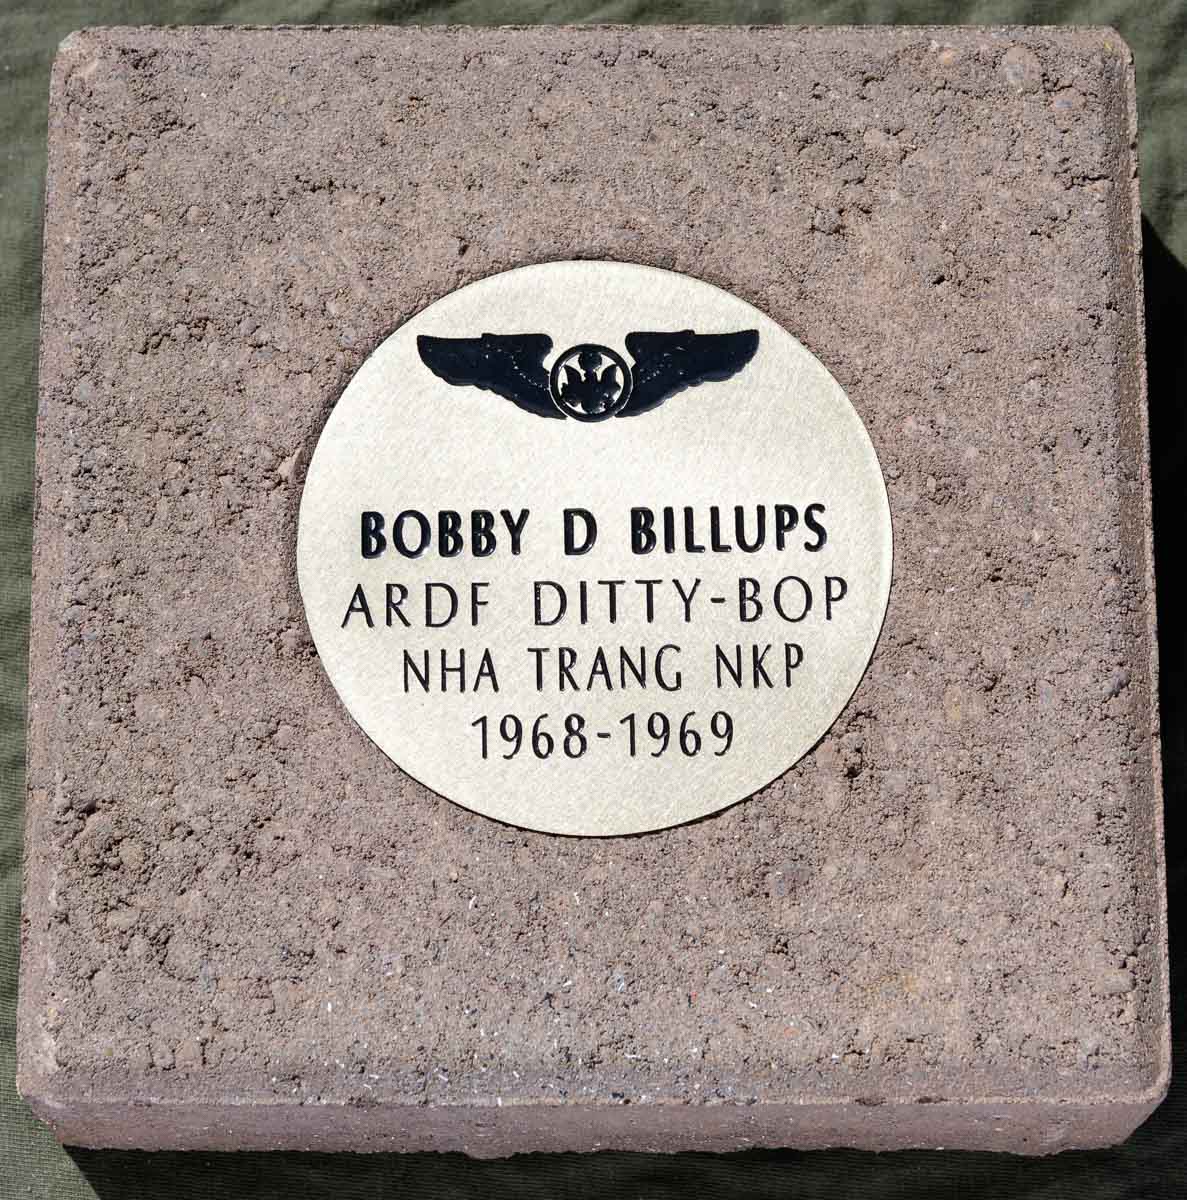 BOBBY D BILLUPS
ARDF DITTY-BOP
NHA TRANG NKP
1968-1969